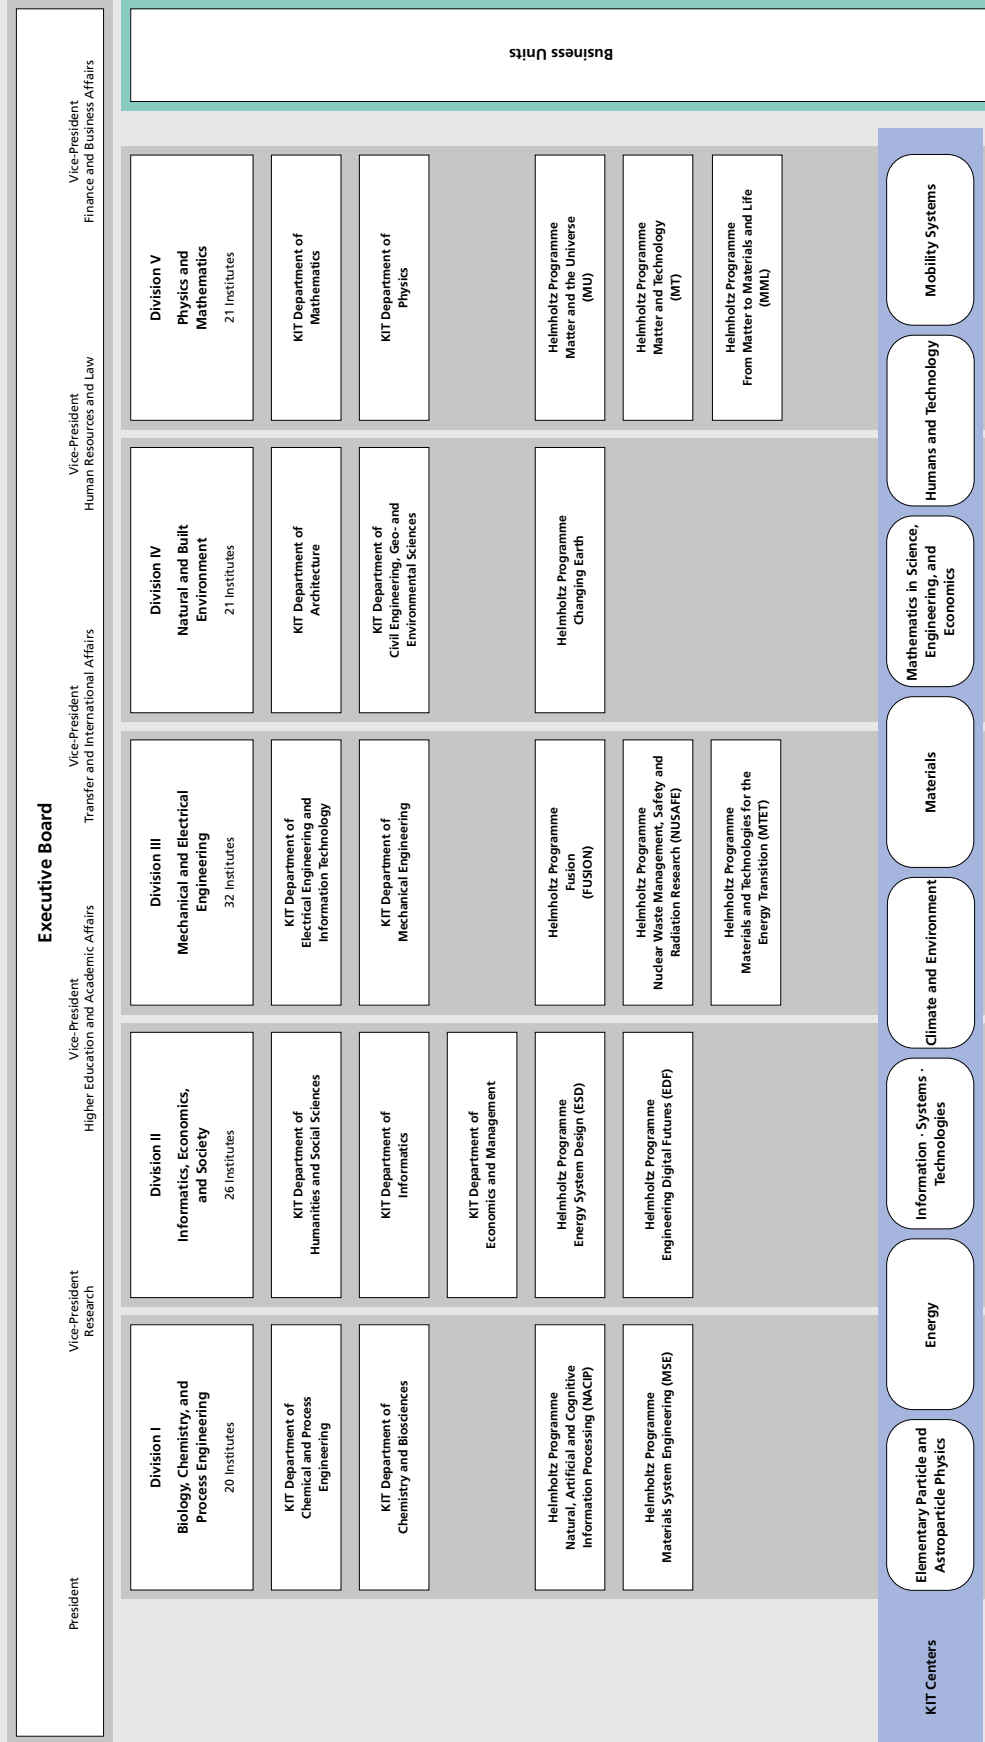 Executive Board
President
Vice-President
Research
Vice-President
Higher Education and Academic Affairs
Vice-President
Transfer and International Affairs
Vice-President
Human Resources and Law
Vice-President
Finance and Business Affairs
Division I
Biology, Chemistry, and
Process Engineering
20 Institutes
KIT Department of
Chemical and Process
Engineering
KIT Department of
Chemistry and Biosciences
Helmholtz Programme
Natural, Artificial and Cognitive
Information Processing (NACIP)
Helmholtz Programme
Materials System Engineering (MSE)
Division II
Informatics, Economics,
and Society
26 Institutes
KIT Department of
Humanities and Social Sciences
KIT Department of
Informatics
KIT Department of
Economics and Management
Helmholtz Programme
Energy System Design (ESD)
Helmholtz Programme
Engineering Digital Futures (EDF)
Division III
Mechanical and Electrical
Engineering
32 Institutes
KIT Department of
Electrical Engineering and
Information Technology
KIT Department of
Mechanical Engineering
Helmholtz Programme
Fusion
(FUSION)
Helmholtz Programme
Nuclear Waste Management, Safety and
Radiation Research (NUSAFE)
Helmholtz Programme
Materials and Technologies for the
Energy Transition (MTET)
Division IV
Natural and Built
Environment
21 Institutes
KIT Department of
Architecture
KIT Department of
Civil Engineering, Geo- and
Environmental Sciences
Helmholtz Programme
Changing Earth
Division V
Physics and
Mathematics
21 Institutes
KIT Department of
Mathematics
KIT Department of
Physics
Helmholtz Programme
Matter and the Universe
(MU)
Helmholtz Programme
Matter and Technology
(MT)
Helmholtz Programme
From Matter to Materials and Life
(MML)
Business Units
KIT Centers
Elementary Particle and
Astroparticle Physics
Energy
Information · Systems ·
Technologies
Climate and Environment
Materials
Mathematics in Science,
Engineering, and
Economics
Humans and Technology
Mobility Systems